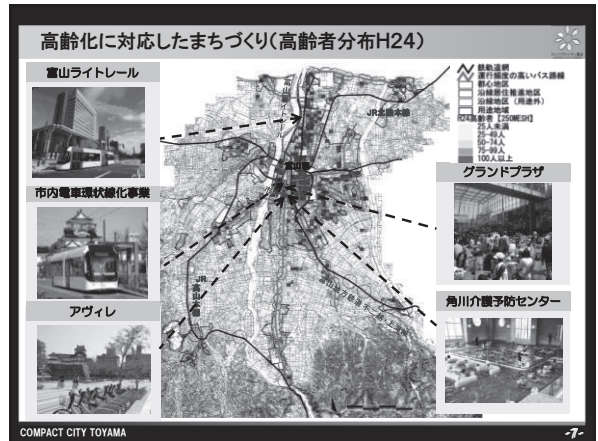 高齢化に対応したまちづくり(高齢者分布H24)
富山ライトレール
市内電車環状線化事業
アヴィレ
鉄軌道網
運行頻度の高いバス路線
都心地区
沿線居住推進地区
沿線地区(用途外)
用途地域
H24高齢者【250MESH】
25人未満
25-49人
50-74人
75-99人
100人以上
JR北陸本線
富山駅
JR
高山本線
グランドプラザ
角川介護予防センター
COMPACT CITY TOYAMA
-7-